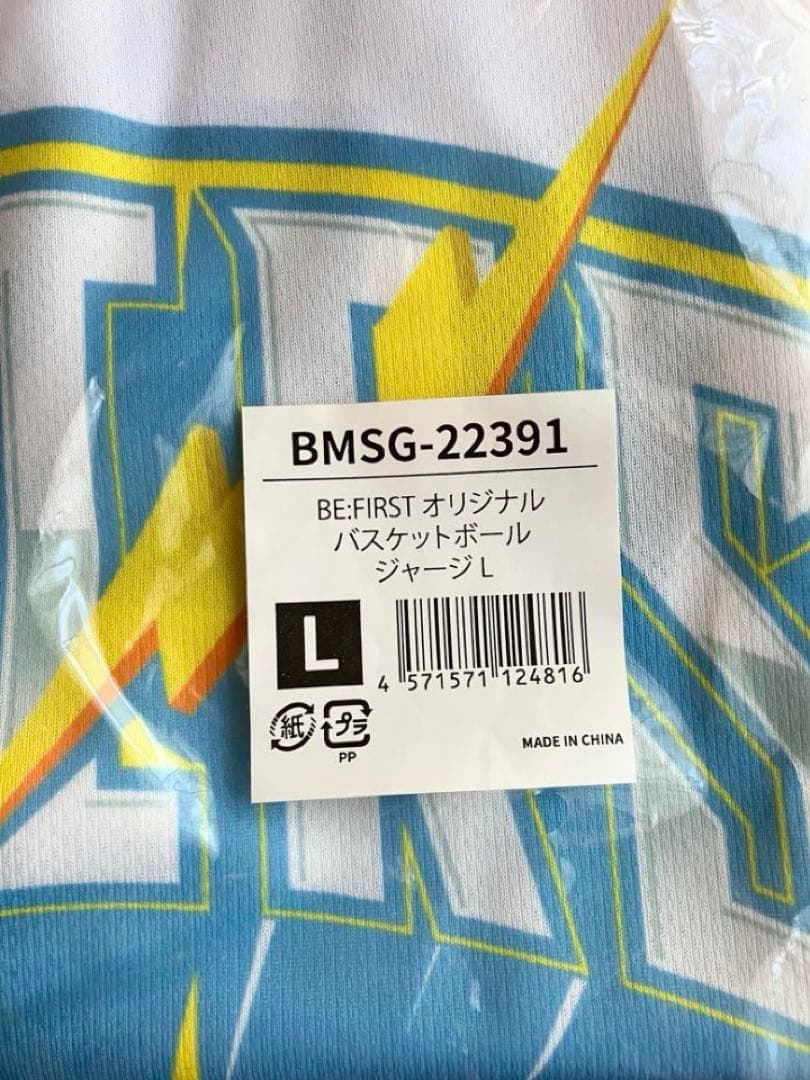 BMSG-22391
BE:FIRST オリジナル
バスケットボール
ジャージ L
L
4 571571 124816
紙 プラ
PP
MADE IN CHINA